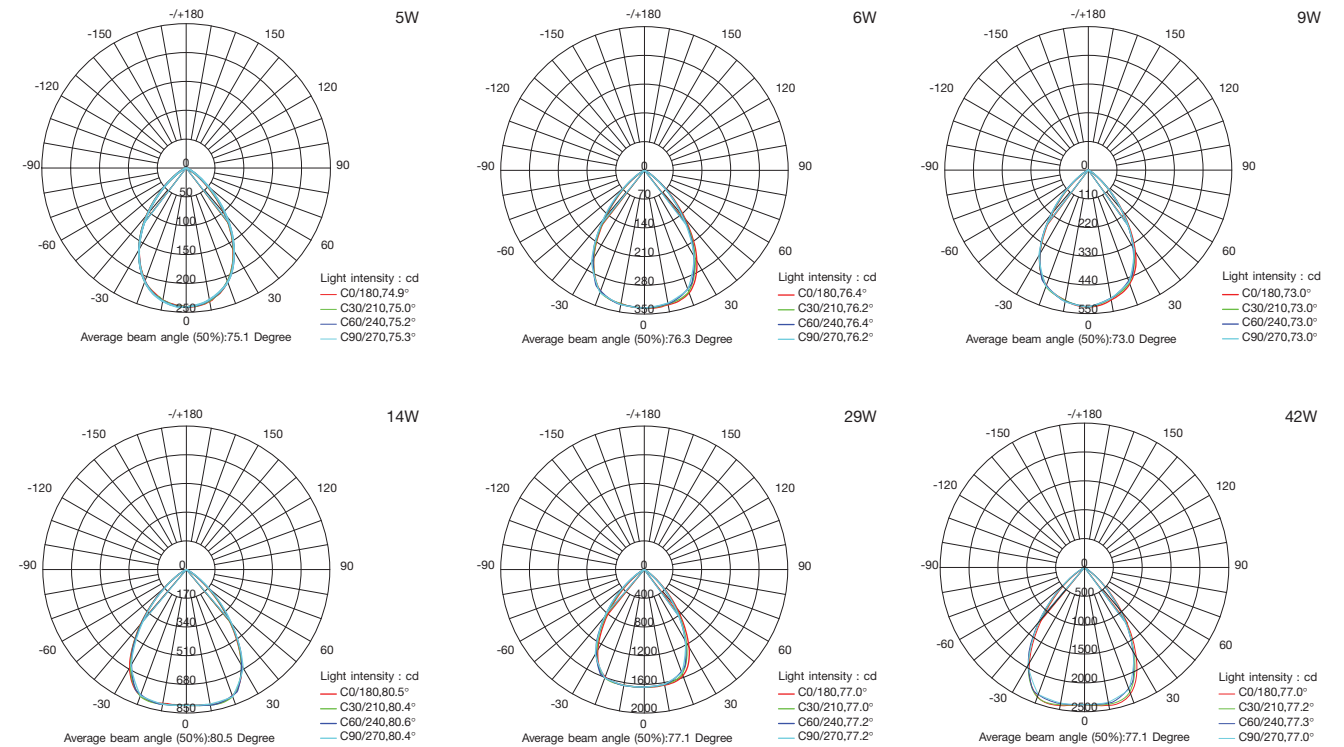 5W
-/+180
-150
150
-120
120
-90
90
-60
60
-30
30
0
0
50
100
150
200
250
Light intensity : cd
C0/180,74.9°
C30/210,75.0°
C60/240,75.2°
C90/270,75.3°
Average beam angle (50%):75.1 Degree
6W
-/+180
-150
150
-120
120
-90
90
-60
60
-30
30
0
0
70
140
210
280
350
Light intensity : cd
C0/180,76.4°
C30/210,76.2°
C60/240,76.4°
C90/270,76.2°
Average beam angle (50%):76.3 Degree
9W
-/+180
-150
150
-120
120
-90
90
-60
60
-30
30
0
0
110
220
330
440
550
Light intensity : cd
C0/180,73.0°
C30/210,73.0°
C60/240,73.0°
C90/270,73.0°
Average beam angle (50%):73.0 Degree
14W
-/+180
-150
150
-120
120
-90
90
-60
60
-30
30
0
0
170
340
510
680
850
Light intensity : cd
C0/180,80.5°
C30/210,80.4°
C60/240,80.6°
C90/270,80.4°
Average beam angle (50%):80.5 Degree
29W
-/+180
-150
150
-120
120
-90
90
-60
60
-30
30
0
0
400
800
1200
1600
2000
Light intensity : cd
C0/180,77.0°
C30/210,77.0°
C60/240,77.2°
C90/270,77.2°
Average beam angle (50%):77.1 Degree
42W
-/+180
-150
150
-120
120
-90
90
-60
60
-30
30
0
0
500
1000
1500
2000
2500
Light intensity : cd
C0/180,77.0°
C30/210,77.2°
C60/240,77.3°
C90/270,77.0°
Average beam angle (50%):77.1 Degree